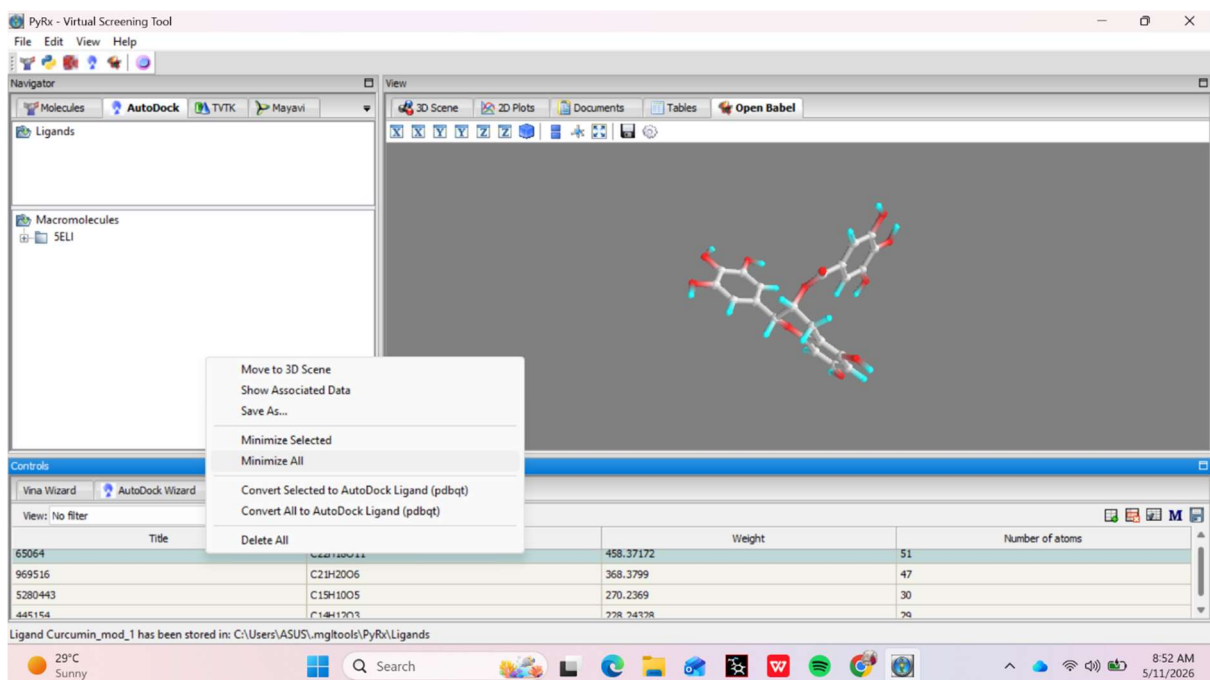 PyRx - Virtual Screening Tool
File Edit View Help
Navigator
View
Molecules AutoDock TVTK Mayavi
3D Scene 2D Plots Documents Tables Open Babel
Ligands
X X Y Y Z Z
Macromolecules
5ELI
Move to 3D Scene
Show Associated Data
Save As...
Minimize Selected
Minimize All
Convert Selected to AutoDock Ligand (pdbqt)
Convert All to AutoDock Ligand (pdbqt)
Delete All
Controls
Vina Wizard AutoDock Wizard
View: No filter
M
Title Weight Number of atoms
65064 C22H18O11 458.37172 51
969516 C21H20O6 368.3799 47
5280443 C15H10O5 270.2369 30
445154 C14H12O3 228.24328 29
Ligand Curcumin_mod_1 has been stored in: C:\Users\ASUS\.mgltools\PyRx\Ligands
29°C
Sunny
Search
W
8:52 AM
5/11/2026